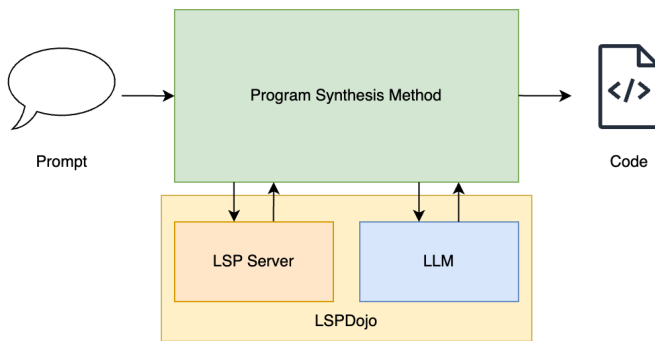 Program Synthesis Method
Prompt
</>
Code
LSP Server
LLM
LSPDojo